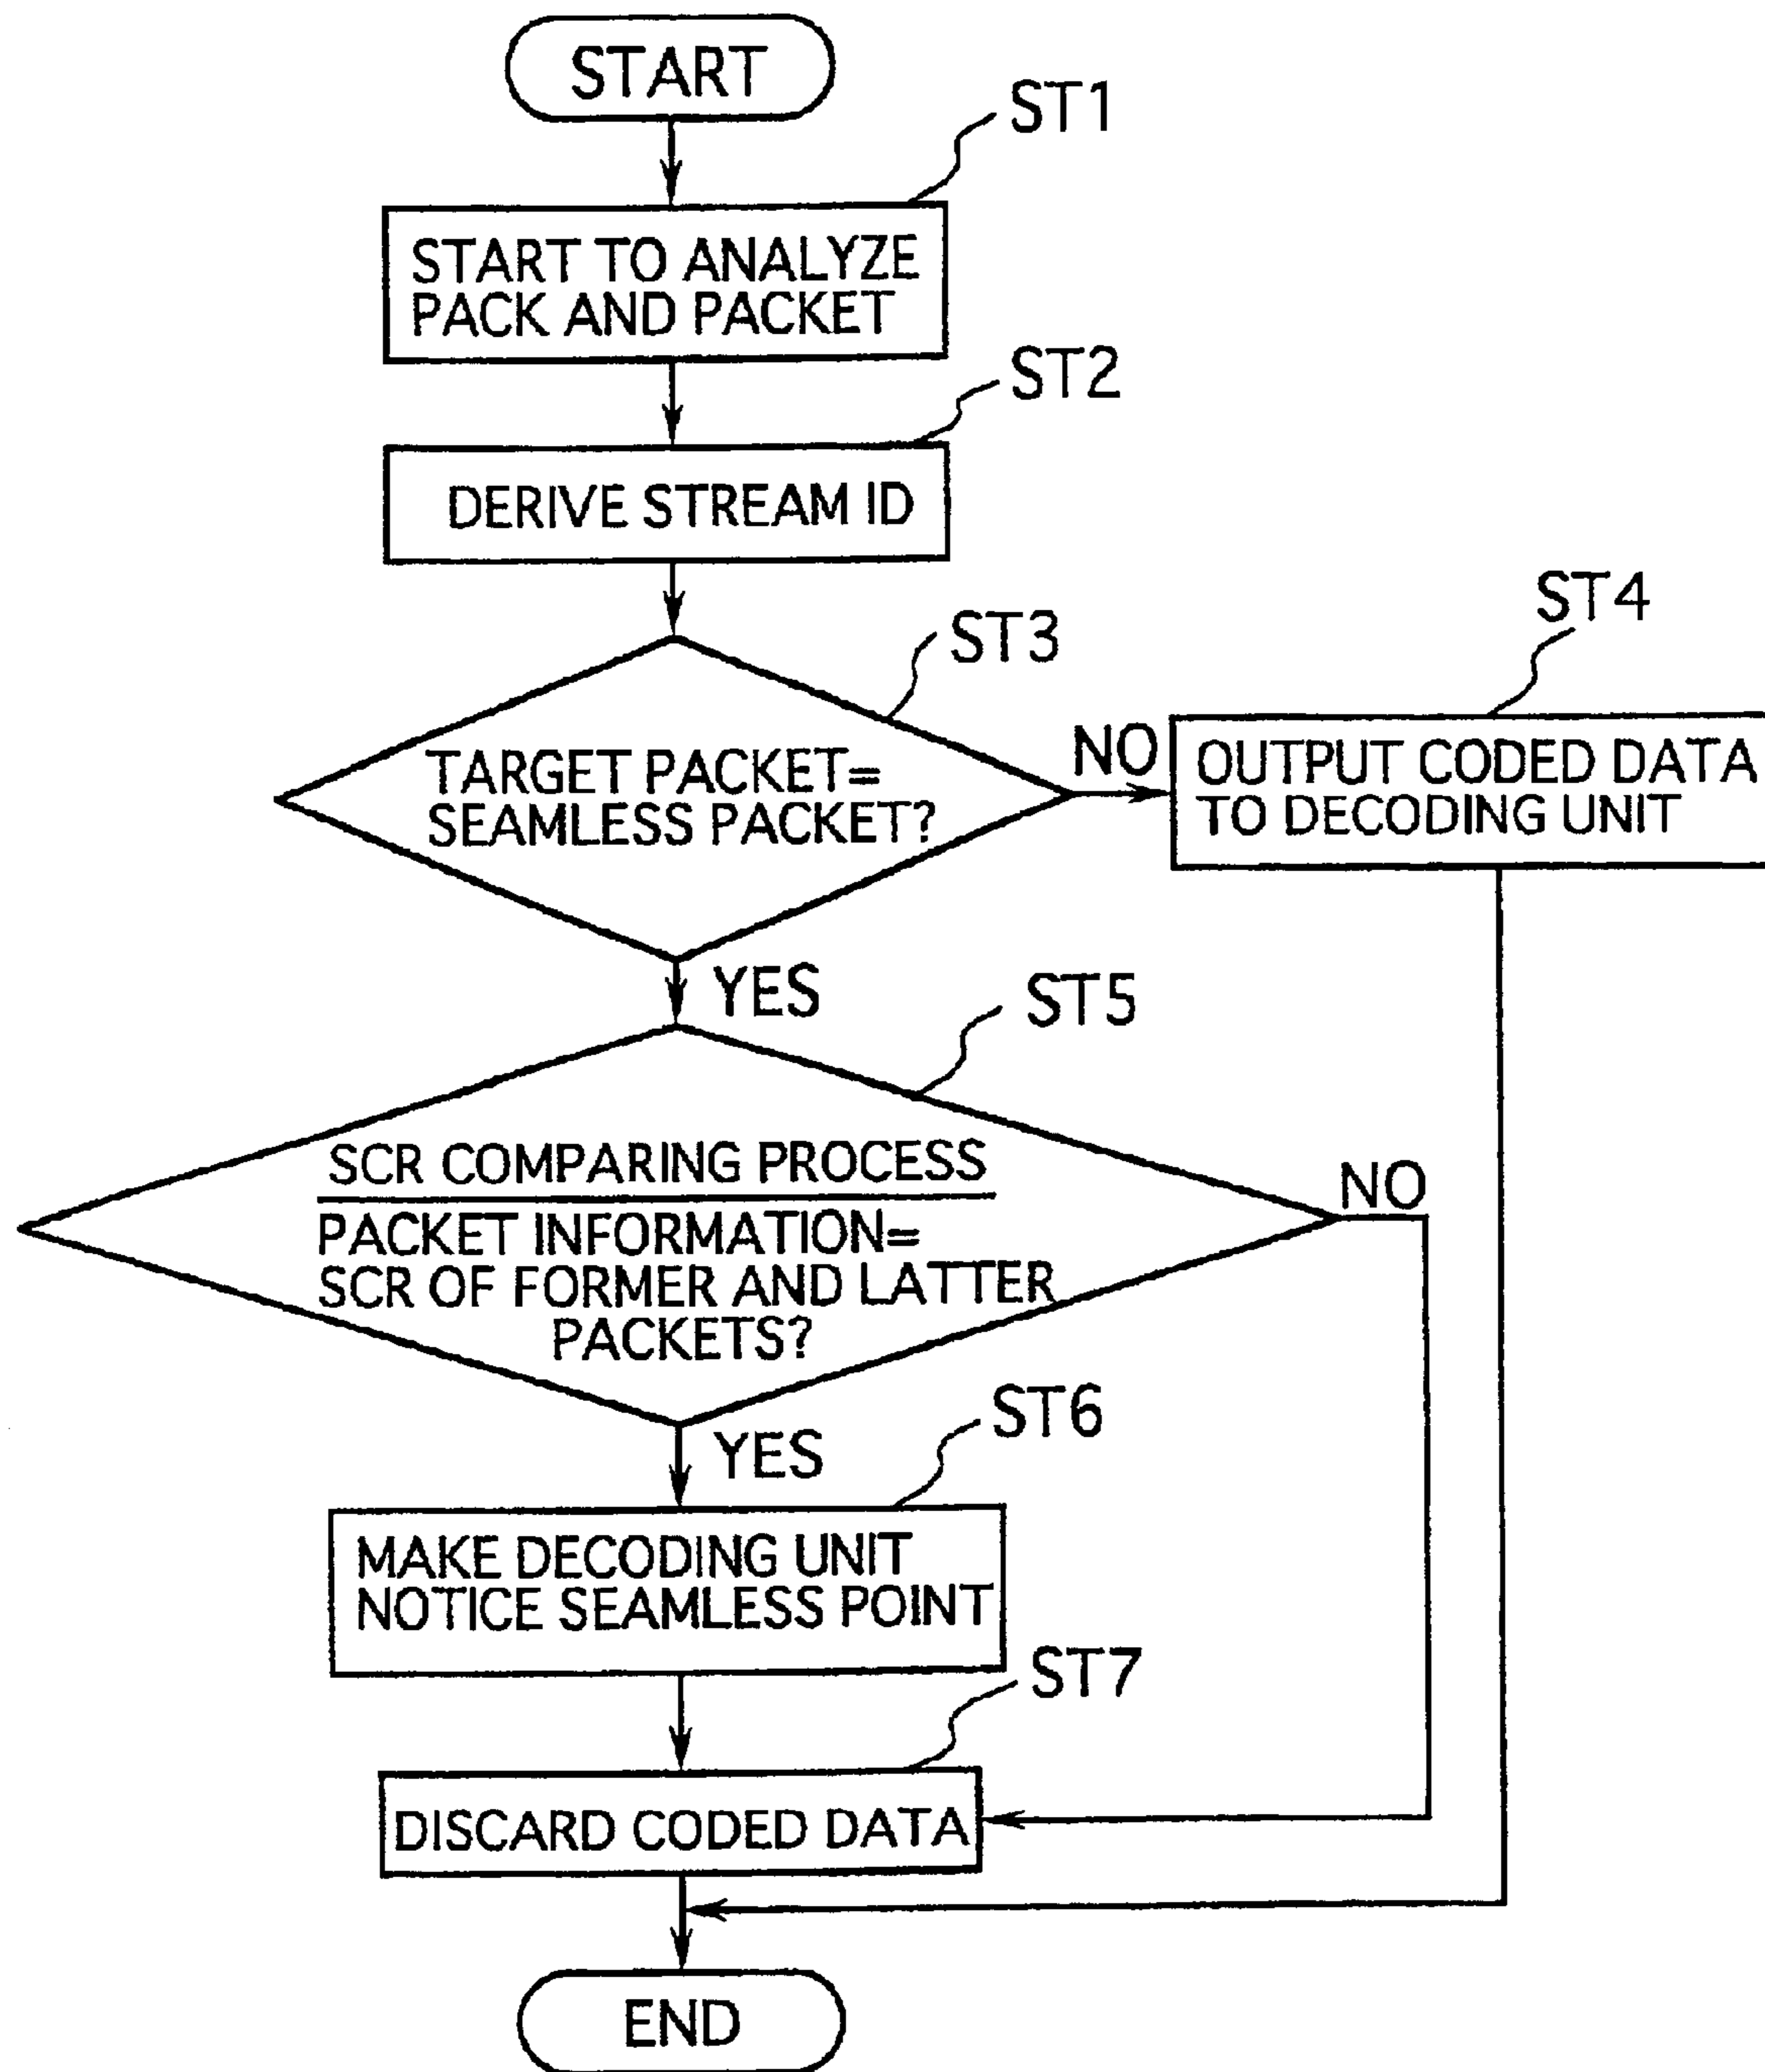 START
ST1
START TO ANALYZE
PACK AND PACKET
ST2
DERIVE STREAM ID
ST3
TARGET PACKET=
SEAMLESS PACKET?
NO
ST4
OUTPUT CODED DATA
TO DECODING UNIT
YES
ST5
SCR COMPARING PROCESS
PACKET INFORMATION=
SCR OF FORMER AND LATTER
PACKETS?
NO
YES
ST6
MAKE DECODING UNIT
NOTICE SEAMLESS POINT
ST7
DISCARD CODED DATA
END